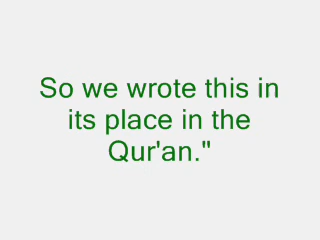 So we wrote this in
its place in the
Qur'an."